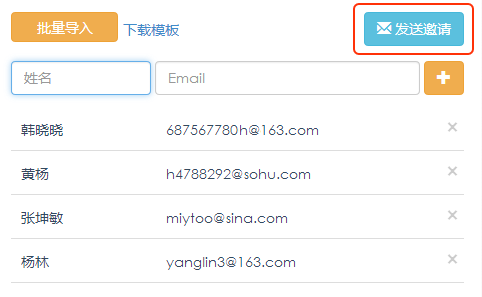 批量导入 下载模板 发送邀请
姓名 Email
韩晓晓 687567780h@163.com
黄杨 h4788292@sohu.com
张坤敏 miytoo@sina.com
杨林 yanglin3@163.com